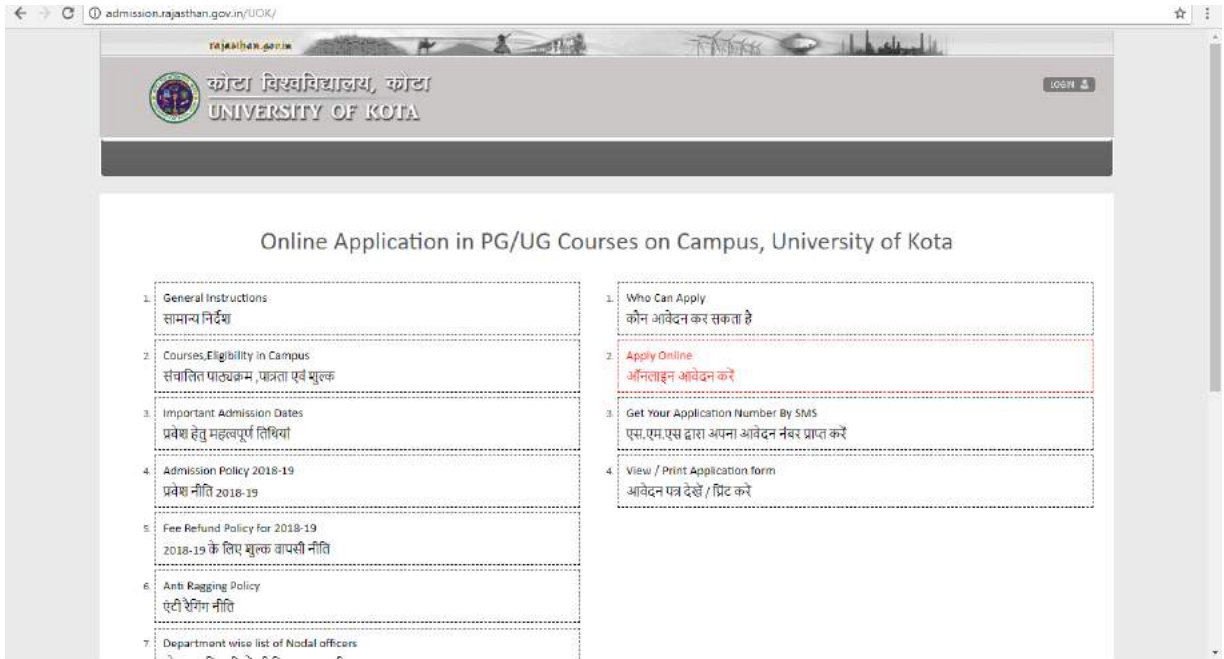 admission.rajasthan.gov.in/UOK/
rajasthan.gov.in
कोटा विश्वविद्यालय, कोटा
UNIVERSITY OF KOTA
LOGIN
Online Application in PG/UG Courses on Campus, University of Kota
1. General Instructions
सामान्य निर्देश
2. Courses,Eligibility in Campus
संचालित पाठ्यक्रम ,पात्रता एवं शुल्क
3. Important Admission Dates
प्रवेश हेतु महत्वपूर्ण तिथियां
4. Admission Policy 2018-19
प्रवेश नीति 2018-19
5. Fee Refund Policy for 2018-19
2018-19 के लिए शुल्क वापसी नीति
6. Anti Ragging Policy
एंटी रैगिंग नीति
7. Department wise list of Nodal officers
1. Who Can Apply
कौन आवेदन कर सकता है
2. Apply Online
ऑनलाइन आवेदन करें
3. Get Your Application Number By SMS
एस.एम.एस द्वारा अपना आवेदन नंबर प्राप्त करें
4. View / Print Application form
आवेदन पत्र देखें / प्रिंट करे